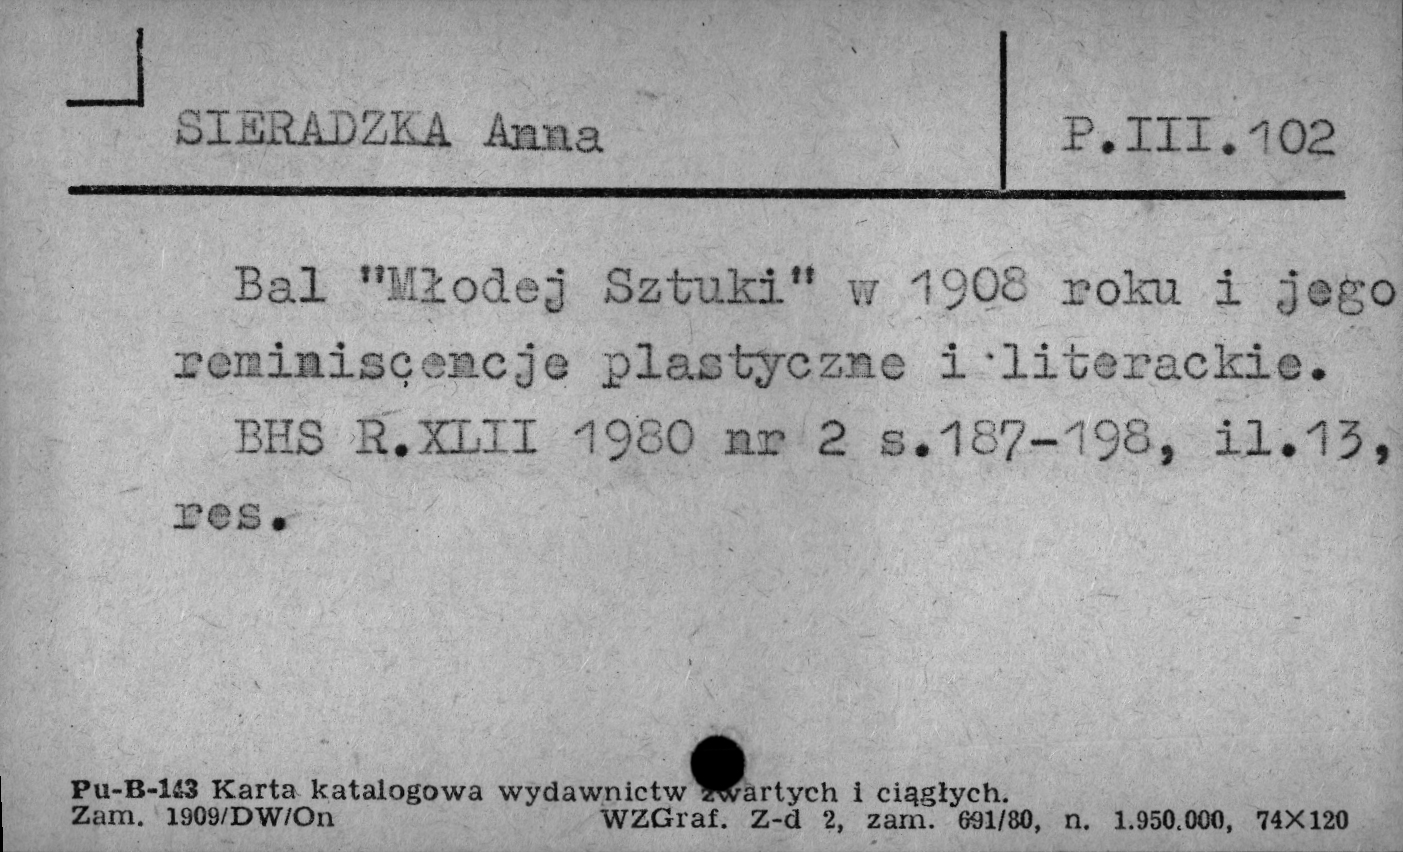 SIERADZKA Anna
P.III.102
Bal "Młodej Sztuki" w 1908 roku i jego
reminiscencje plastyczne i literackie.
BHS R.XLII 1980 nr 2 s.187-198, il.13,
res.
Pu-B-143 Karta katalogowa wydawnictw zwartych i ciągłych.
Zam. 1909/DW/On
WZGraf. Z-d 2, zam. 691/80, n. 1.950.000, 74X120